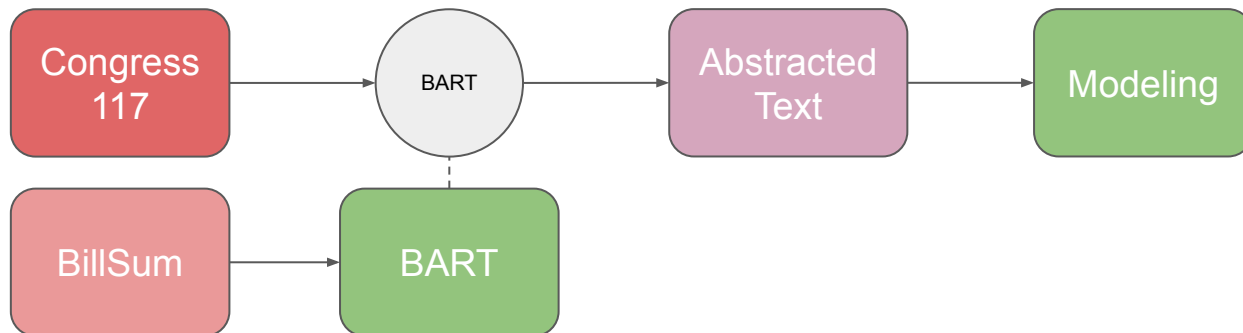 Congress
117
BART
Abstracted
Text
Modeling
BillSum
BART